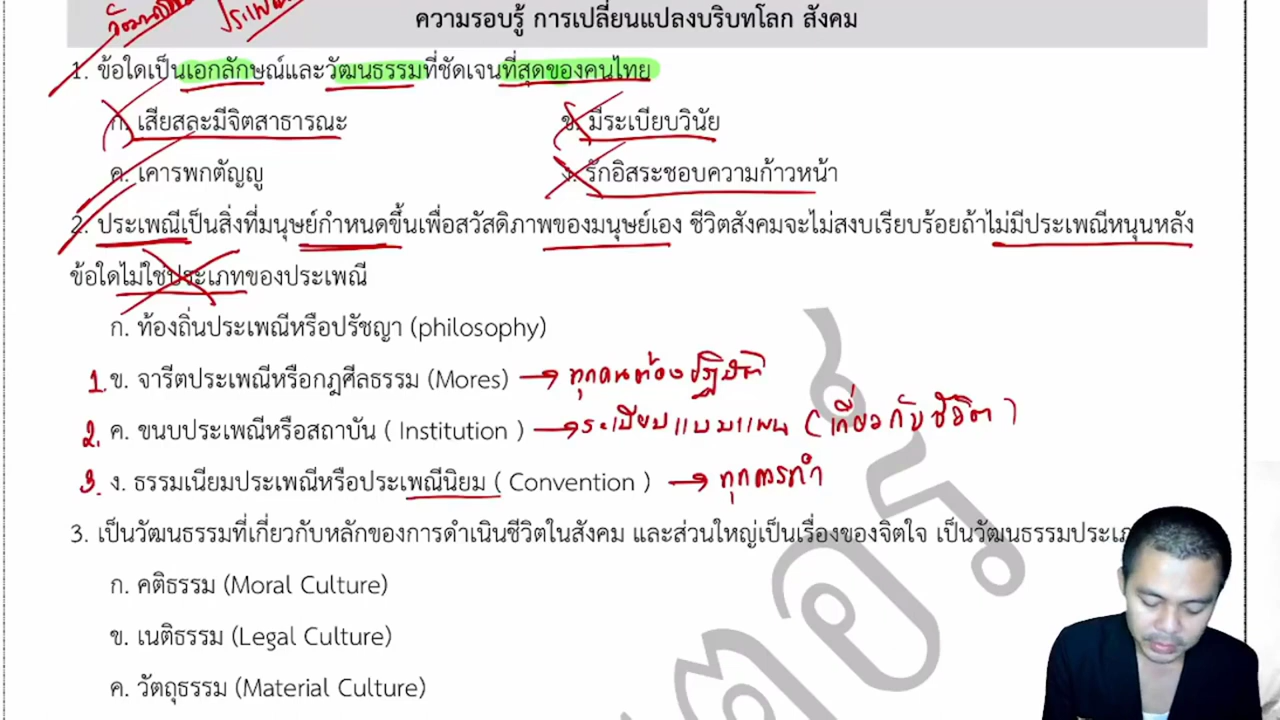 ความรอบรู้ การเปลี่ยนแปลงบริบทโลก สังคม
1. ข้อใดเป็นเอกลักษณ์และวัฒนธรรมที่ชัดเจนที่สุดของคนไทย
ก. เสียสละมีจิตสาธารณะ ข. มีระเบียบวินัย
ค. เคารพกตัญญู ง. รักอิสระชอบความก้าวหน้า
2. ประเพณีเป็นสิ่งที่มนุษย์กำหนดขึ้นเพื่อสวัสดิภาพของมนุษย์เอง ชีวิตสังคมจะไม่สงบเรียบร้อยถ้าไม่มีประเพณีหนุนหลัง
ข้อใดไม่ใช่ประเภทของประเพณี
ก. ท้องถิ่นประเพณีหรือปรัชญา (philosophy)
1. ข. จารีตประเพณีหรือกฎศีลธรรม (Mores) → ทุกคนต้องปฏิบัติ
2. ค. ขนบประเพณีหรือสถาบัน ( Institution ) → ระเบียบแบบแผน (เกี่ยวกับชีวิต)
3. ง. ธรรมเนียมประเพณีหรือประเพณีนิยม ( Convention ) → ทุกควรทำ
3. เป็นวัฒนธรรมที่เกี่ยวกับหลักของการดำเนินชีวิตในสังคม และส่วนใหญ่เป็นเรื่องของจิตใจ เป็นวัฒนธรรมประเภ
ก. คติธรรม (Moral Culture)
ข. เนติธรรม (Legal Culture)
ค. วัตถุธรรม (Material Culture)